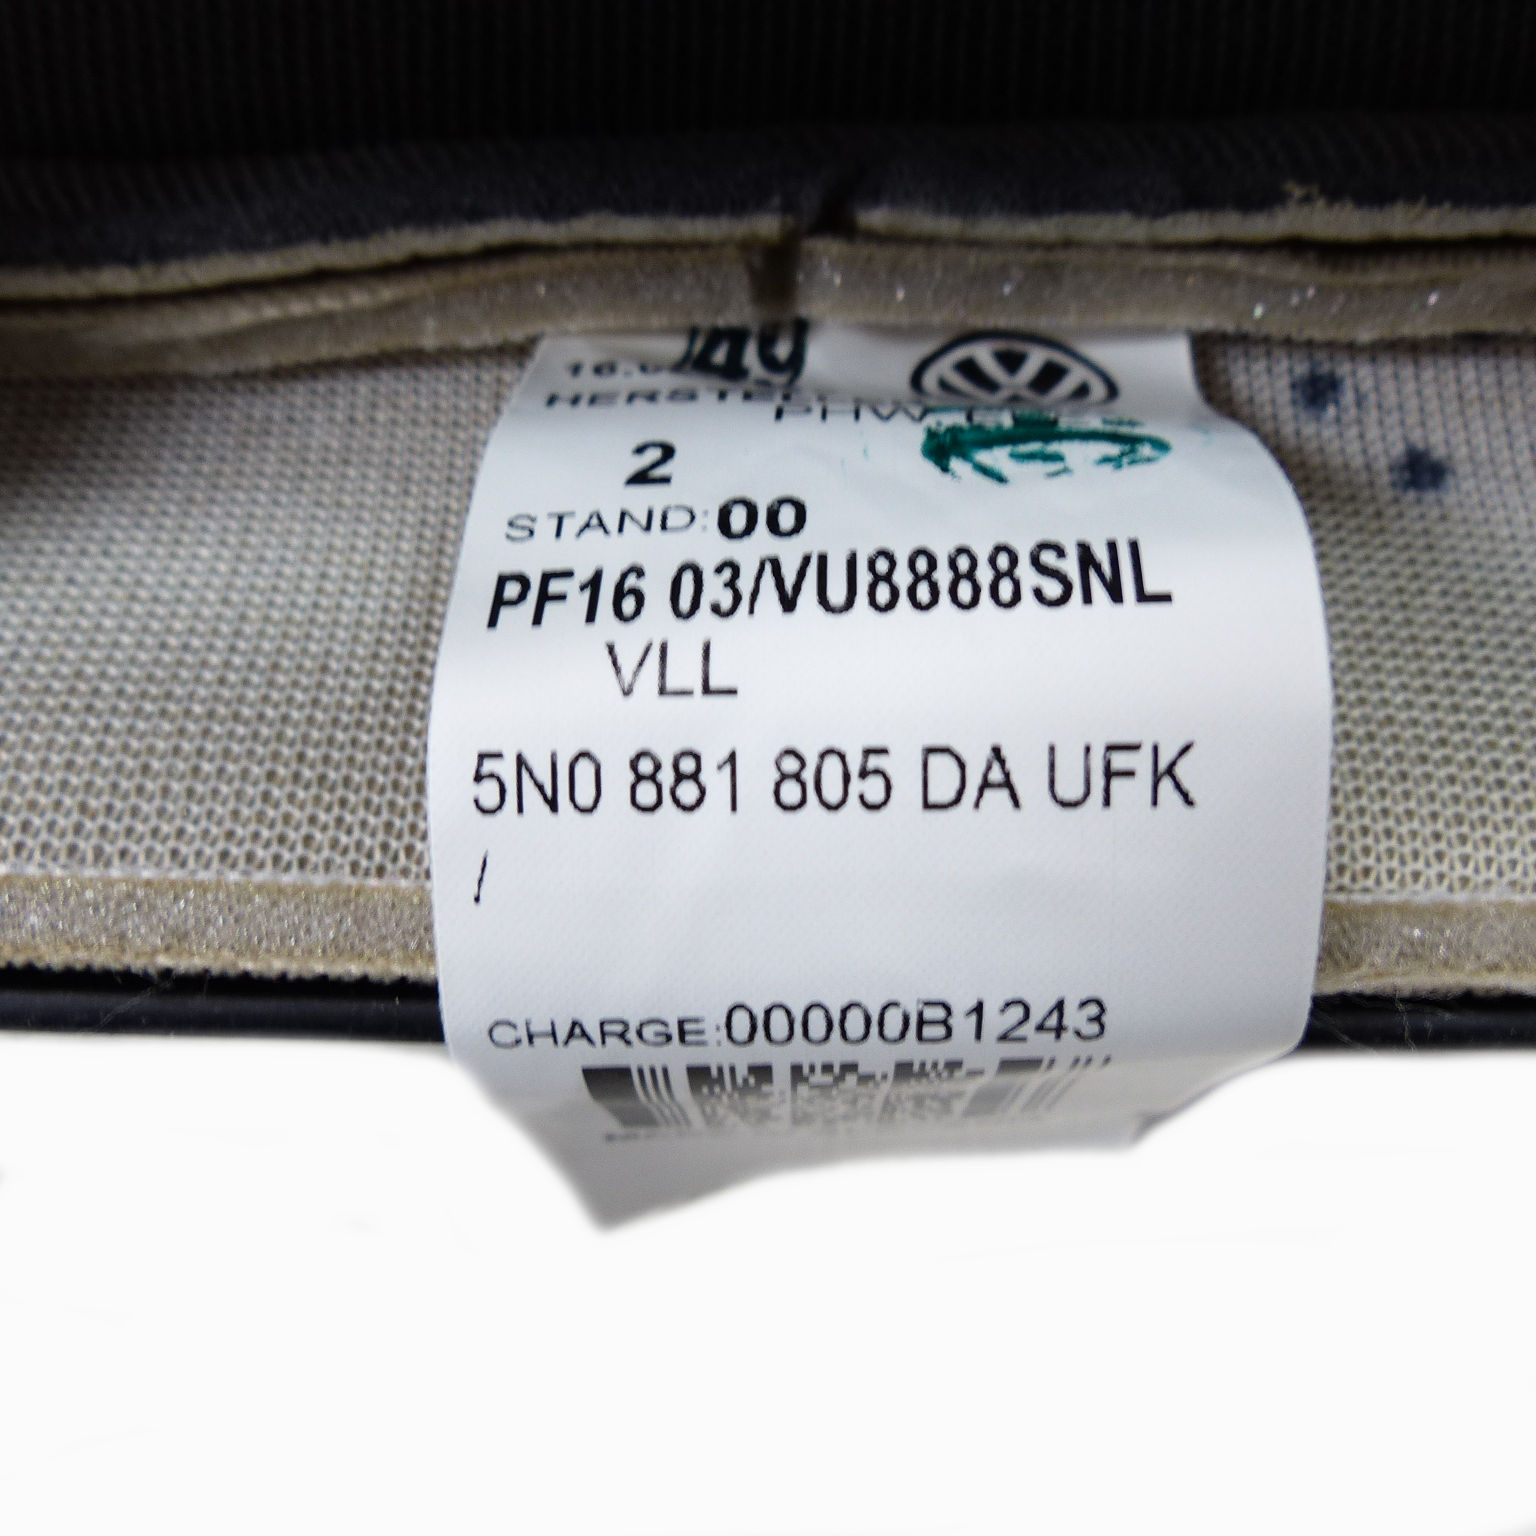 2
STAND:00
PF16 03/VU8888SNL
VLL
5N0 881 805 DA UFK
/
CHARGE:00000B1243